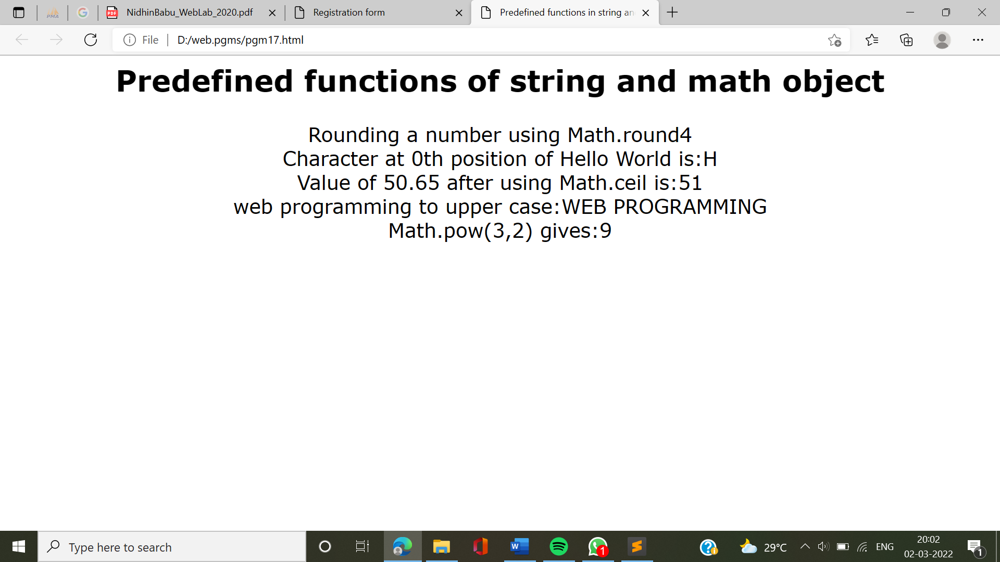 PMA
NidhinBabu_WebLab_2020.pdf
Registration form
Predefined functions in string an
File
D:/web.pgms/pgm17.html
Predefined functions of string and math object
Rounding a number using Math.round4
Character at 0th position of Hello World is:H
Value of 50.65 after using Math.ceil is:51
web programming to upper case:WEB PROGRAMMING
Math.pow(3,2) gives:9
Type here to search
1
29°C
ENG
20:02
02-03-2022
1